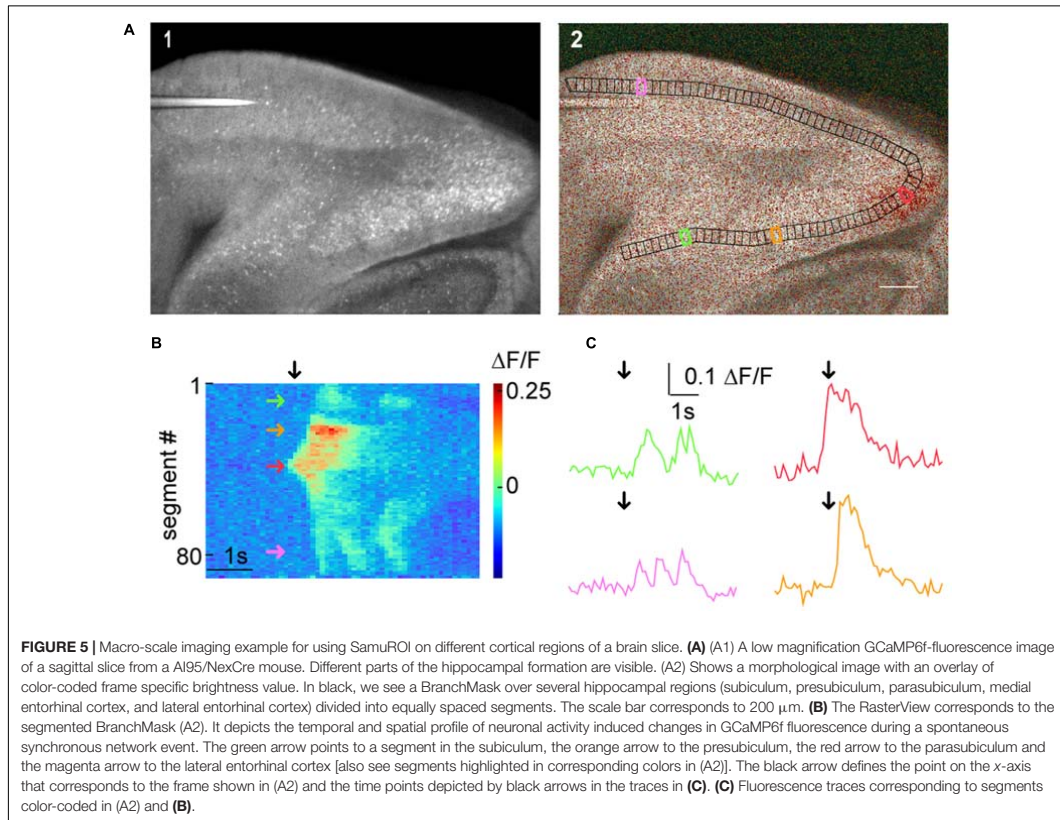 A
1
2
B
C
ΔF/F
0.25
0
1
segment #
80
1s
0.1 ΔF/F
1s
FIGURE 5 | Macro-scale imaging example for using SamuROI on different cortical regions of a brain slice. (A) (A1) A low magnification GCaMP6f-fluorescence image
of a sagittal slice from a AI95/NexCre mouse. Different parts of the hippocampal formation are visible. (A2) Shows a morphological image with an overlay of
color-coded frame specific brightness value. In black, we see a BranchMask over several hippocampal regions (subiculum, presubiculum, parasubiculum, medial
entorhinal cortex, and lateral entorhinal cortex) divided into equally spaced segments. The scale bar corresponds to 200 μm. (B) The RasterView corresponds to the
segmented BranchMask (A2). It depicts the temporal and spatial profile of neuronal activity induced changes in GCaMP6f fluorescence during a spontaneous
synchronous network event. The green arrow points to a segment in the subiculum, the orange arrow to the presubiculum, the red arrow to the parasubiculum and
the magenta arrow to the lateral entorhinal cortex [also see segments highlighted in corresponding colors in (A2)]. The black arrow defines the point on the x-axis
that corresponds to the frame shown in (A2) and the time points depicted by black arrows in the traces in (C). (C) Fluorescence traces corresponding to segments
color-coded in (A2) and (B).